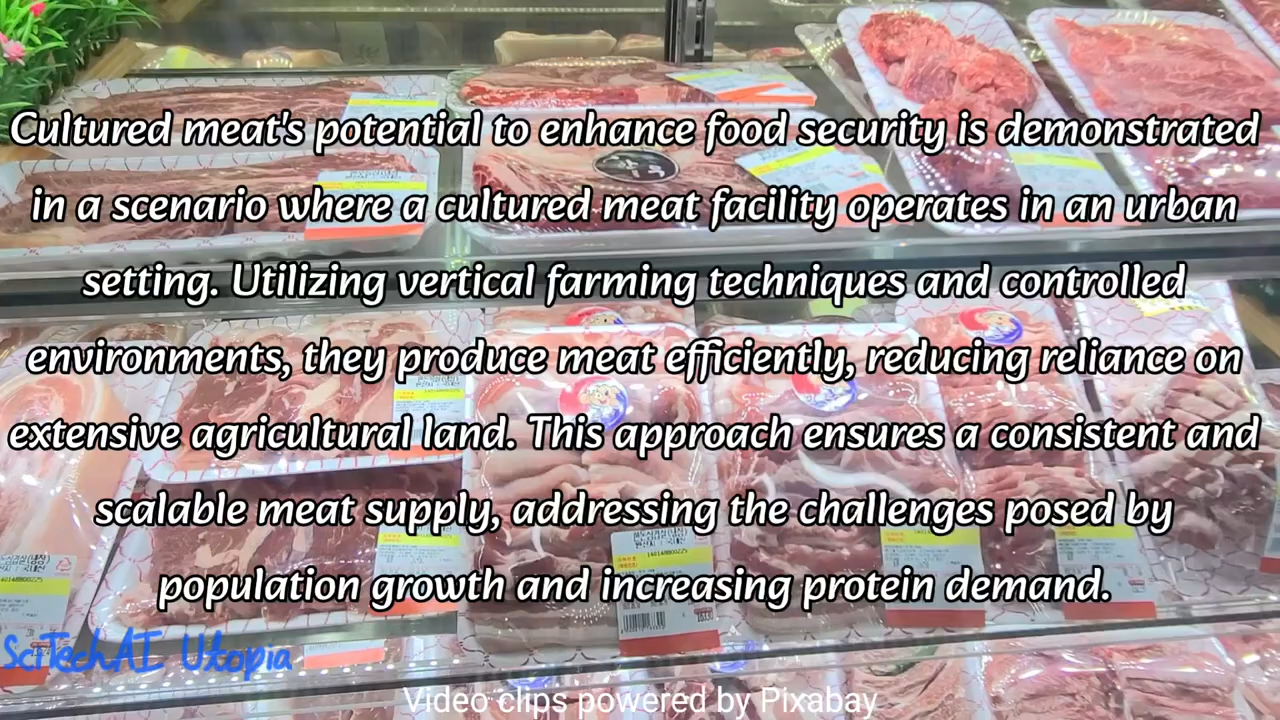 Cultured meat's potential to enhance food security is demonstrated
in a scenario where a cultured meat facility operates in an urban
setting. Utilizing vertical farming techniques and controlled
environments, they produce meat efficiently, reducing reliance on
extensive agricultural land. This approach ensures a consistent and
scalable meat supply, addressing the challenges posed by
population growth and increasing protein demand.
SciTechAI Utopia
Video clips powered by Pixabay